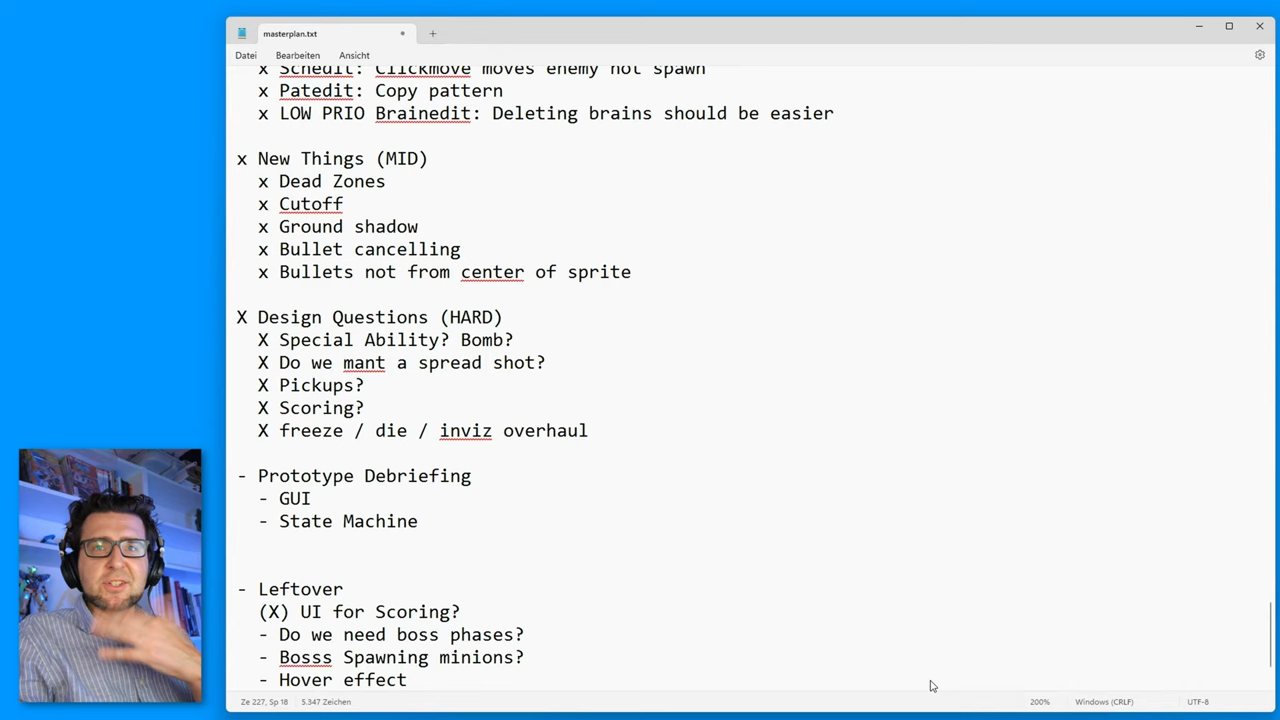 masterplan.txt
Datei Bearbeiten Ansicht
x Schedit: Clickmove moves enemy not spawn
x Patedit: Copy pattern
x LOW PRIO Brainedit: Deleting brains should be easier
x New Things (MID)
x Dead Zones
x Cutoff
x Ground shadow
x Bullet cancelling
x Bullets not from center of sprite
X Design Questions (HARD)
X Special Ability? Bomb?
X Do we mant a spread shot?
X Pickups?
X Scoring?
X freeze / die / inviz overhaul
- Prototype Debriefing
- GUI
- State Machine
- Leftover
(X) UI for Scoring?
- Do we need boss phases?
- Bosss Spawning minions?
- Hover effect
Ze 227, Sp 18 5.347 Zeichen 200% Windows (CRLF) UTF-8